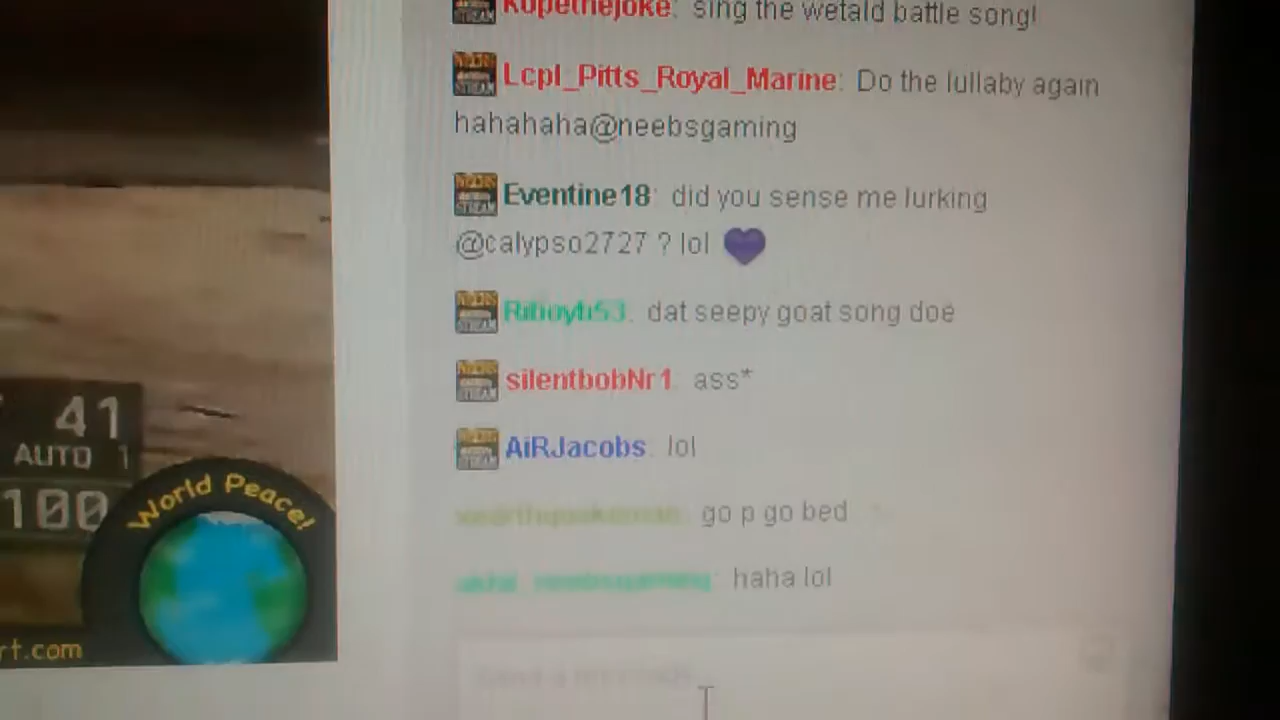 Kopethejoke: sing the wetald battle song!
Lcpl_Pitts_Royal_Marine: Do the lullaby again
hahahaha@neebsgaming
Eventine18: did you sense me lurking
@calypso2727 ? lol
Riboyb53: dat seepy goat song doe
silentbobNr1: ass*
AiRJacobs: lol
go p go bed
haha lol
41
AUTO 1
100
World Peace!
rt.com